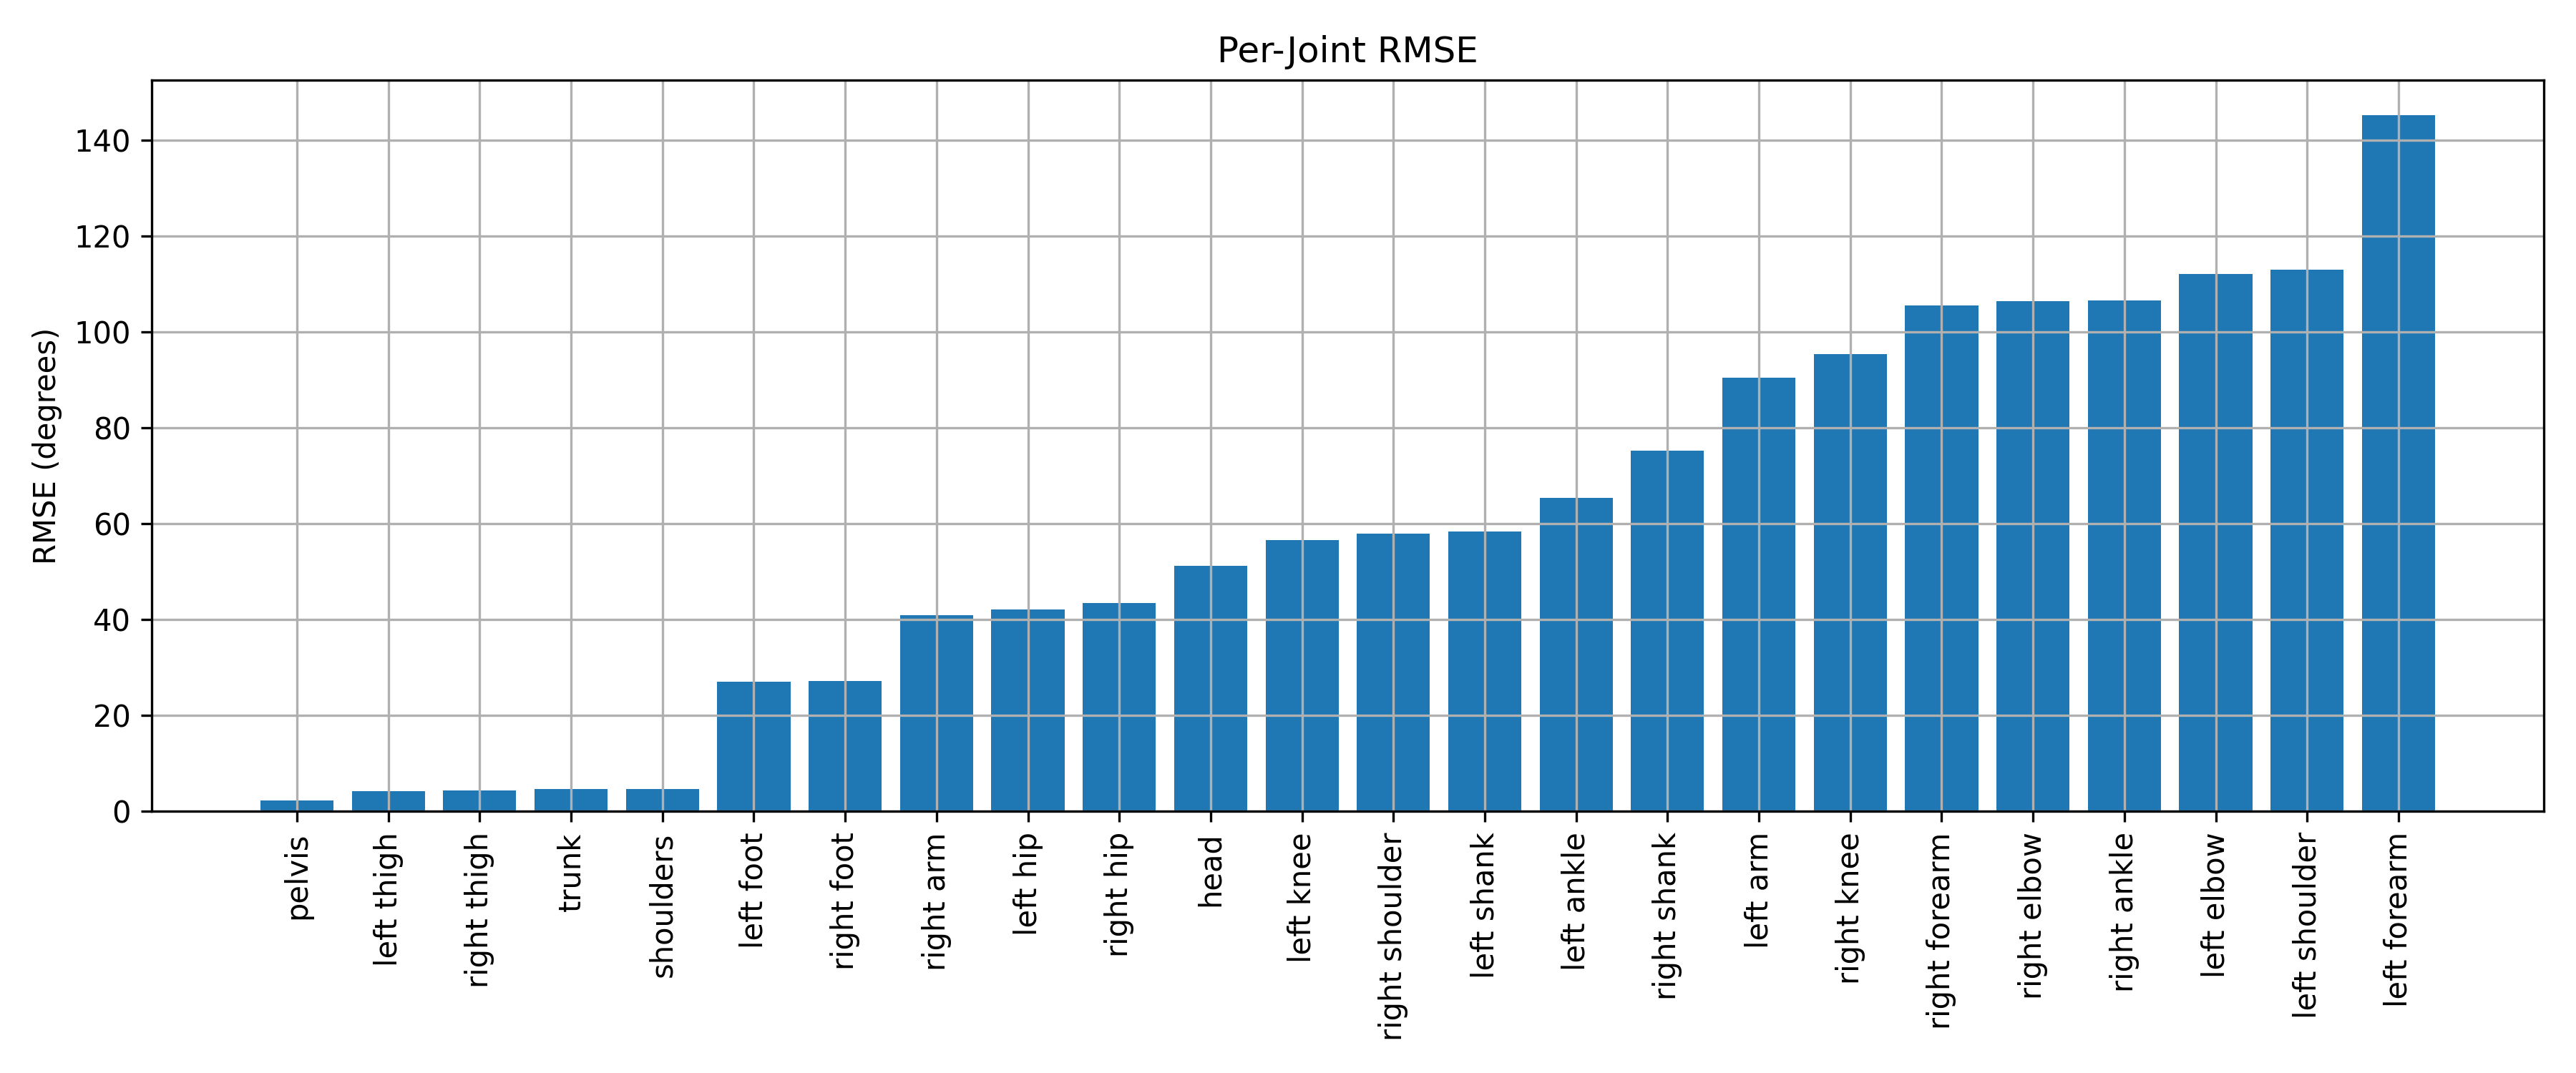 Per-Joint RMSE
RMSE (degrees)
140
120
100
80
60
40
20
0
pelvis
left thigh
right thigh
trunk
shoulders
left foot
right foot
right arm
left hip
right hip
head
left knee
right shoulder
left shank
left ankle
right shank
left arm
right knee
right forearm
right elbow
right ankle
left elbow
left shoulder
left forearm